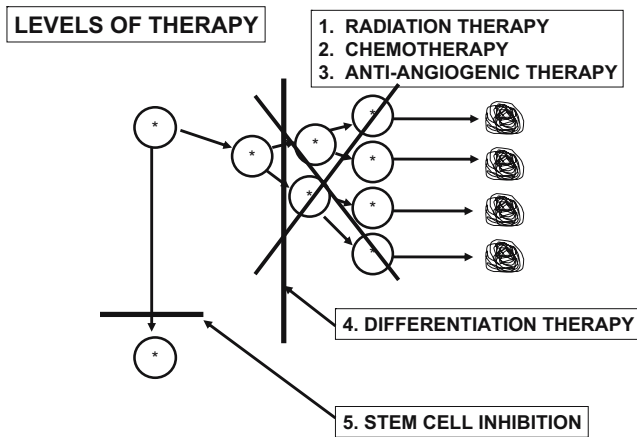 LEVELS OF THERAPY
1. RADIATION THERAPY
2. CHEMOTHERAPY
3. ANTI-ANGIOGENIC THERAPY
*
*
*
*
*
*
*
*
4. DIFFERENTIATION THERAPY
*
5. STEM CELL INHIBITION